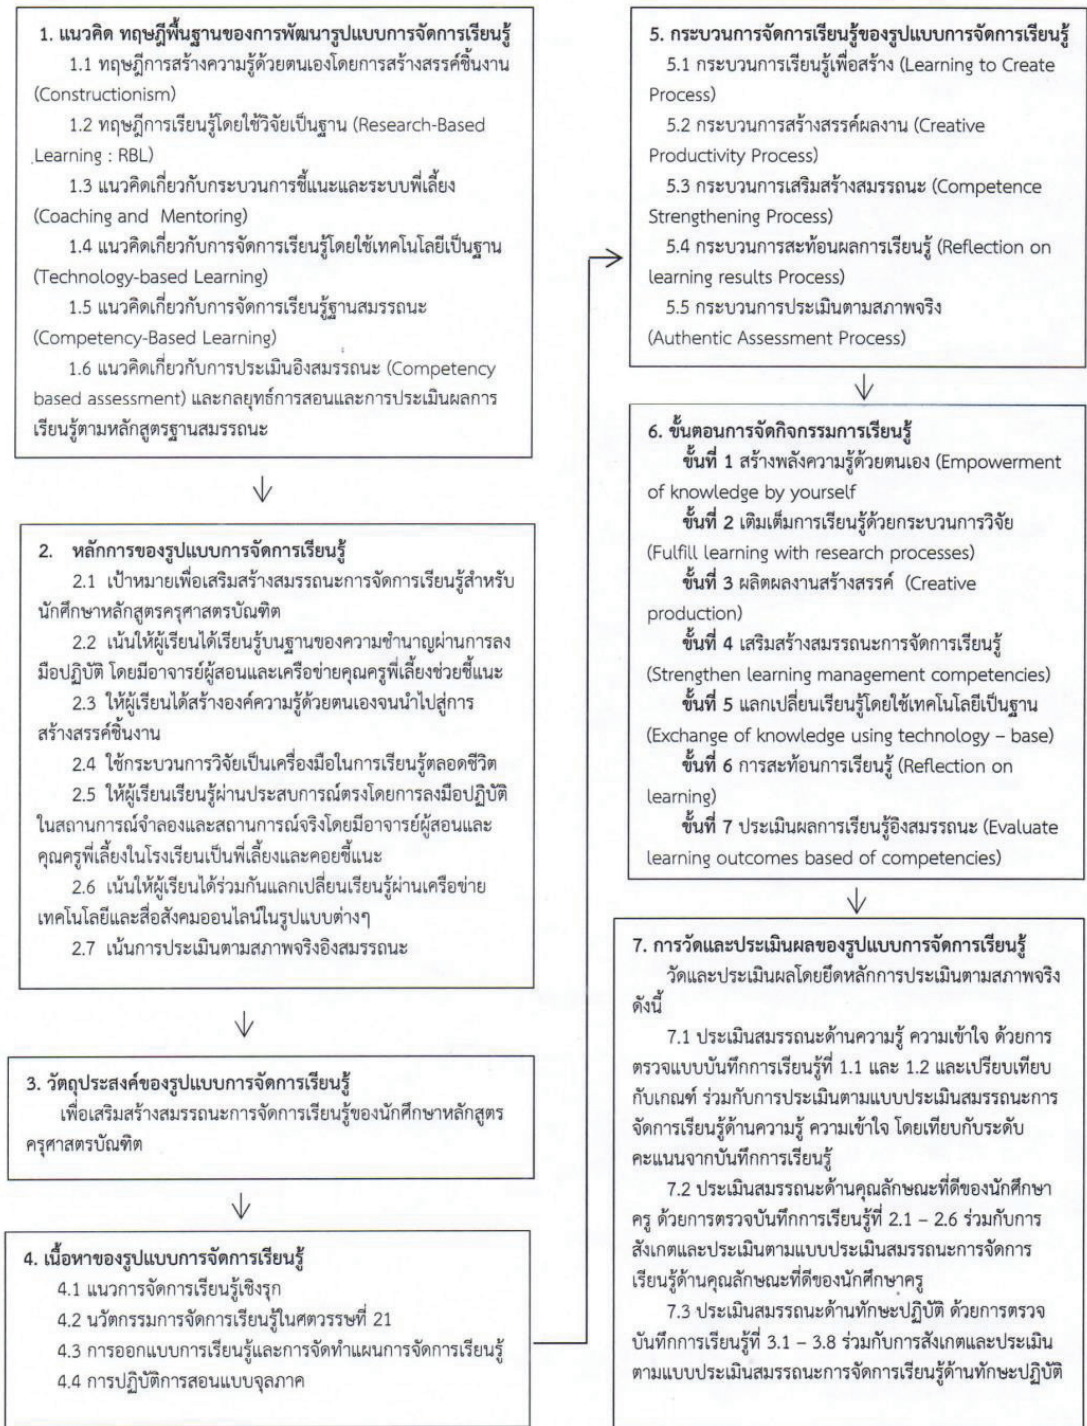 1. แนวคิด ทฤษฎีพื้นฐานของการพัฒนารูปแบบการจัดการเรียนรู้
1.1 ทฤษฎีการสร้างความรู้ด้วยตนเองโดยการสร้างสรรค์ชิ้นงาน
(Constructionism)
1.2 ทฤษฎีการเรียนรู้โดยใช้วิจัยเป็นฐาน (Research-Based
Learning : RBL)
1.3 แนวคิดเกี่ยวกับกระบวนการชี้แนะและระบบพี่เลี้ยง
(Coaching and Mentoring)
1.4 แนวคิดเกี่ยวกับการจัดการเรียนรู้โดยใช้เทคโนโลยีเป็นฐาน
(Technology-based Learning)
1.5 แนวคิดเกี่ยวกับการจัดการเรียนรู้ฐานสมรรถนะ
(Competency-Based Learning)
1.6 แนวคิดเกี่ยวกับการประเมินอิงสมรรถนะ (Competency
based assessment) และกลยุทธ์การสอนและการประเมินผลการ
เรียนรู้ตามหลักสูตรฐานสมรรถนะ
2. หลักการของรูปแบบการจัดการเรียนรู้
2.1 เป้าหมายเพื่อเสริมสร้างสมรรถนะการจัดการเรียนรู้สำหรับ
นักศึกษาหลักสูตรครุศาสตรบัณฑิต
2.2 เน้นให้ผู้เรียนได้เรียนรู้บนฐานของความชำนาญผ่านการลง
มือปฏิบัติ โดยมีอาจารย์ผู้สอนและเครือข่ายคุณครูพี่เลี้ยงช่วยชี้แนะ
2.3 ให้ผู้เรียนได้สร้างองค์ความรู้ด้วยตนเองจนนำไปสู่การ
สร้างสรรค์ชิ้นงาน
2.4 ใช้กระบวนการวิจัยเป็นเครื่องมือในการเรียนรู้ตลอดชีวิต
2.5 ให้ผู้เรียนเรียนรู้ผ่านประสบการณ์ตรงโดยการลงมือปฏิบัติ
ในสถานการณ์จำลองและสถานการณ์จริงโดยมีอาจารย์ผู้สอนและ
คุณครูพี่เลี้ยงในโรงเรียนเป็นพี่เลี้ยงและคอยชี้แนะ
2.6 เน้นให้ผู้เรียนได้ร่วมกันแลกเปลี่ยนเรียนรู้ผ่านเครือข่าย
เทคโนโลยีและสื่อสังคมออนไลน์ในรูปแบบต่างๆ
2.7 เน้นการประเมินตามสภาพจริงอิงสมรรถนะ
3. วัตถุประสงค์ของรูปแบบการจัดการเรียนรู้
เพื่อเสริมสร้างสมรรถนะการจัดการเรียนรู้ของนักศึกษาหลักสูตร
ครุศาสตรบัณฑิต
4. เนื้อหาของรูปแบบการจัดการเรียนรู้
4.1 แนวการจัดการเรียนรู้เชิงรุก
4.2 นวัตกรรมการจัดการเรียนรู้ในศตวรรษที่ 21
4.3 การออกแบบการเรียนรู้และการจัดทำแผนการจัดการเรียนรู้
4.4 การปฏิบัติการสอนแบบจุลภาค
5. กระบวนการจัดการเรียนรู้ของรูปแบบการจัดการเรียนรู้
5.1 กระบวนการเรียนรู้เพื่อสร้าง (Learning to Create
Process)
5.2 กระบวนการสร้างสรรค์ผลงาน (Creative
Productivity Process)
5.3 กระบวนการเสริมสร้างสมรรถนะ (Competence
Strengthening Process)
5.4 กระบวนการสะท้อนผลการเรียนรู้ (Reflection on
learning results Process)
5.5 กระบวนการประเมินตามสภาพจริง
(Authentic Assessment Process)
6. ขั้นตอนการจัดกิจกรรมการเรียนรู้
ขั้นที่ 1 สร้างพลังความรู้ด้วยตนเอง (Empowerment
of knowledge by yourself
ขั้นที่ 2 เติมเต็มการเรียนรู้ด้วยกระบวนการวิจัย
(Fulfill learning with research processes)
ขั้นที่ 3 ผลิตผลงานสร้างสรรค์ (Creative
production)
ขั้นที่ 4 เสริมสร้างสมรรถนะการจัดการเรียนรู้
(Strengthen learning management competencies)
ขั้นที่ 5 แลกเปลี่ยนเรียนรู้โดยใช้เทคโนโลยีเป็นฐาน
(Exchange of knowledge using technology – base)
ขั้นที่ 6 การสะท้อนการเรียนรู้ (Reflection on
learning)
ขั้นที่ 7 ประเมินผลการเรียนรู้อิงสมรรถนะ (Evaluate
learning outcomes based of competencies)
7. การวัดและประเมินผลของรูปแบบการจัดการเรียนรู้
วัดและประเมินผลโดยยึดหลักการประเมินตามสภาพจริง
ดังนี้
7.1 ประเมินสมรรถนะด้านความรู้ ความเข้าใจ ด้วยการ
ตรวจแบบบันทึกการเรียนรู้ที่ 1.1 และ 1.2 และเปรียบเทียบ
กับเกณฑ์ ร่วมกับการประเมินตามแบบประเมินสมรรถนะการ
จัดการเรียนรู้ด้านความรู้ ความเข้าใจ โดยเทียบกับระดับ
คะแนนจากบันทึกการเรียนรู้
7.2 ประเมินสมรรถนะด้านคุณลักษณะที่ดีของนักศึกษา
ครู ด้วยการตรวจบันทึกการเรียนรู้ที่ 2.1 – 2.6 ร่วมกับการ
สังเกตและประเมินตามแบบประเมินสมรรถนะการจัดการ
เรียนรู้ด้านคุณลักษณะที่ดีของนักศึกษาครู
7.3 ประเมินสมรรถนะด้านทักษะปฏิบัติ ด้วยการตรวจ
บันทึกการเรียนรู้ที่ 3.1 – 3.8 ร่วมกับการสังเกตและประเมิน
ตามแบบประเมินสมรรถนะการจัดการเรียนรู้ด้านทักษะปฏิบัติ